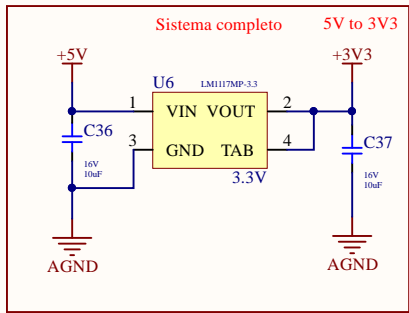 Sistema completo 5V to 3V3
+5V +3V3
U6 LM1117MP-3.3
1 VIN VOUT 2
C36 3 GND TAB 4 C37
16V
10uF
3.3V
16V
10uF
AGND AGND